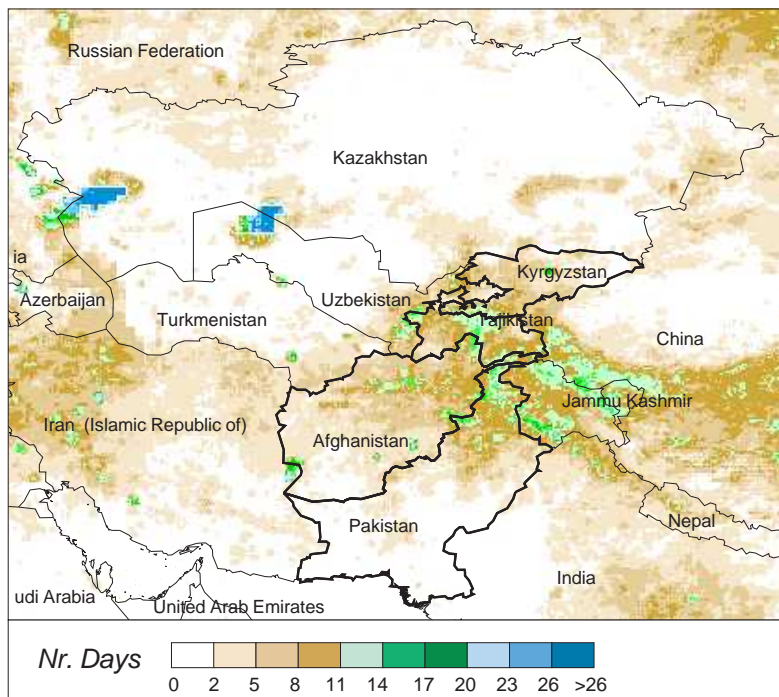 Russian Federation
Kazakhstan
ia
Kyrgyzstan
Azerbaijan
Uzbekistan
Turkmenistan
Tajikistan
China
Jammu Kashmir
Iran (Islamic Republic of)
Afghanistan
Pakistan
Nepal
India
udi Arabia
United Arab Emirates
Nr. Days
0 2 5 8 11 14 17 20 23 26 >26